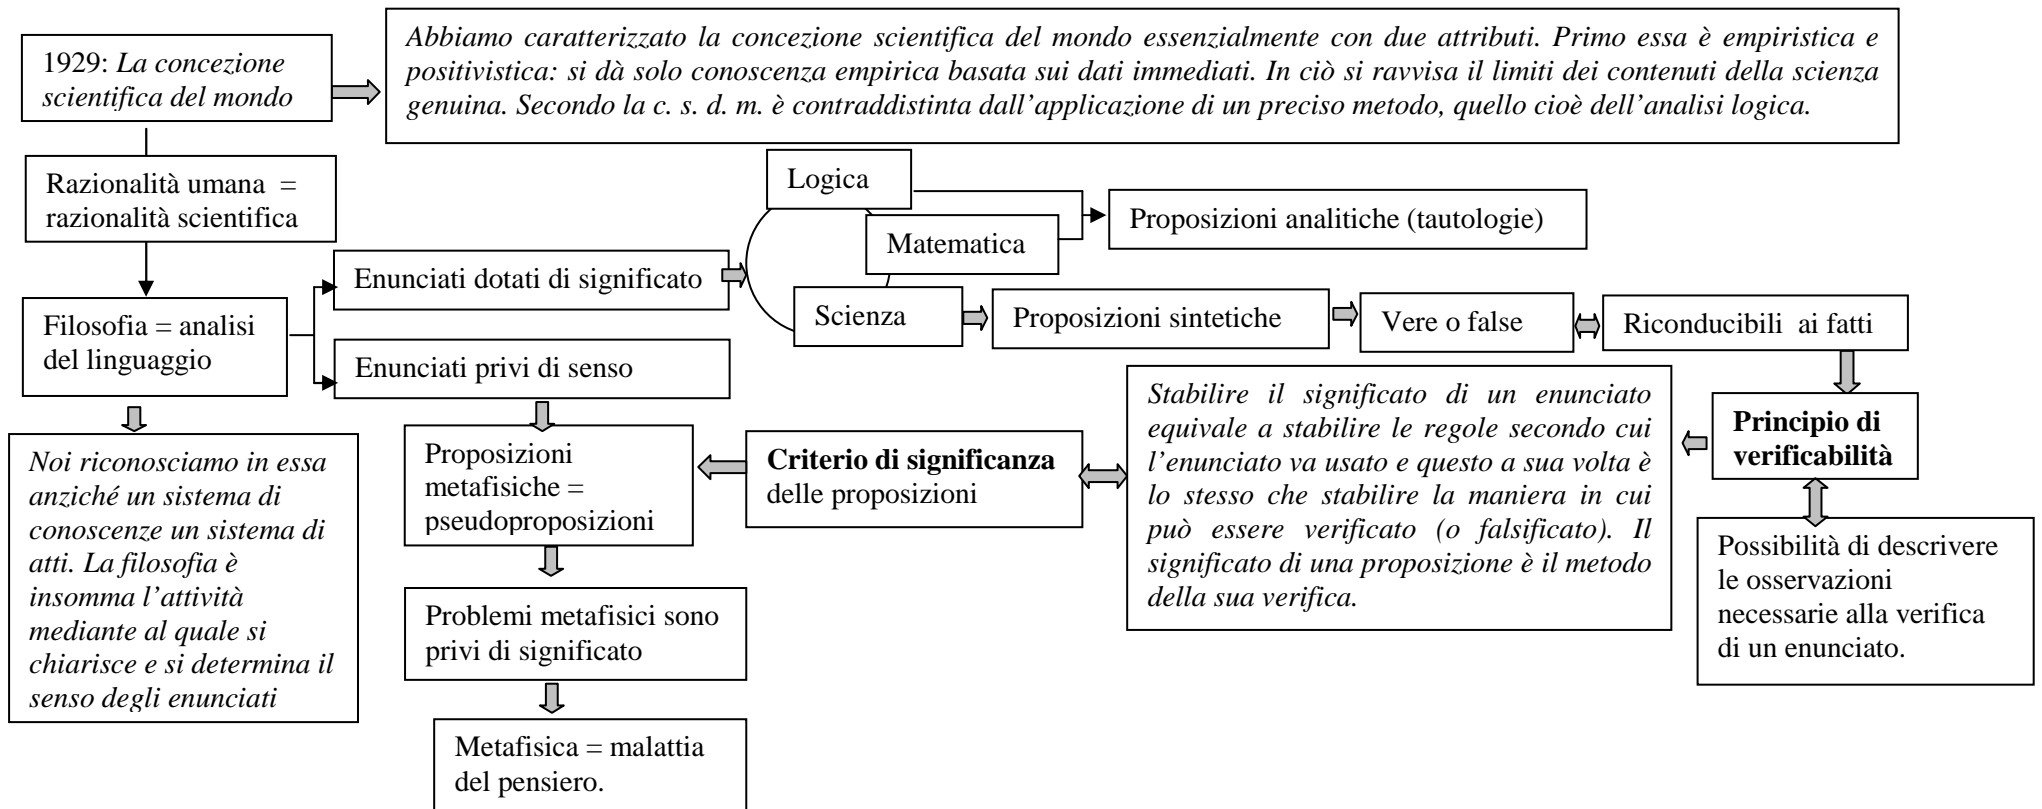 1929: La concezione
scientifica del mondo
Abbiamo caratterizzato la concezione scientifica del mondo essenzialmente con due attributi. Primo essa è empiristica e
positivistica: si dà solo conoscenza empirica basata sui dati immediati. In ciò si ravvisa il limiti dei contenuti della scienza
genuina. Secondo la c. s. d. m. è contraddistinta dall’applicazione di un preciso metodo, quello cioè dell’analisi logica.
Razionalità umana =
razionalità scientifica
Filosofia = analisi
del linguaggio
Noi riconosciamo in essa
anziché un sistema di
conoscenze un sistema di
atti. La filosofia è
insomma l’attività
mediante al quale si
chiarisce e si determina il
senso degli enunciati
Enunciati dotati di significato
Enunciati privi di senso
Logica
Matematica
Scienza
Proposizioni analitiche (tautologie)
Proposizioni sintetiche
Vere o false
Riconducibili ai fatti
Principio di
verificabilità
Possibilità di descrivere
le osservazioni
necessarie alla verifica
di un enunciato.
Stabilire il significato di un enunciato
equivale a stabilire le regole secondo cui
l’enunciato va usato e questo a sua volta è
lo stesso che stabilire la maniera in cui
può essere verificato (o falsificato). Il
significato di una proposizione è il metodo
della sua verifica.
Criterio di significanza
delle proposizioni
Proposizioni
metafisiche =
pseudoproposizioni
Problemi metafisici sono
privi di significato
Metafisica = malattia
del pensiero.